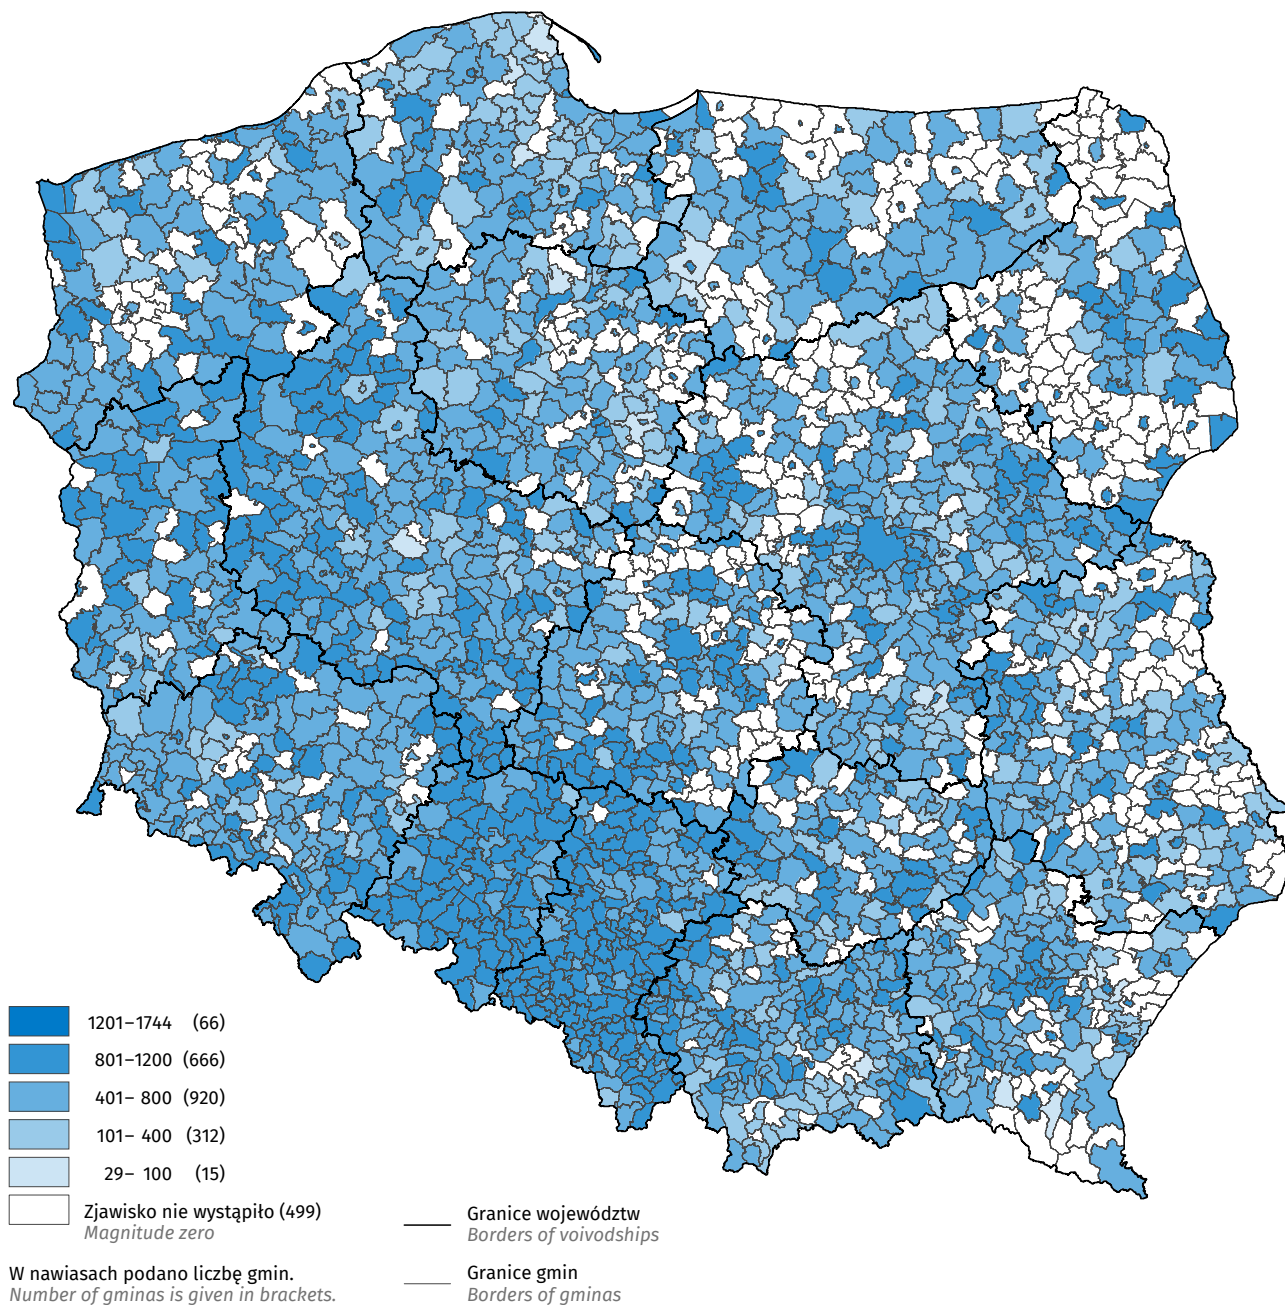 1201–1744 (66)
801–1200 (666)
401– 800 (920)
101– 400 (312)
29– 100 (15)
Zjawisko nie wystąpiło (499)
Magnitude zero
W nawiasach podano liczbę gmin.
Number of gminas is given in brackets.
Granice województw
Borders of voivodships
Granice gmin
Borders of gminas